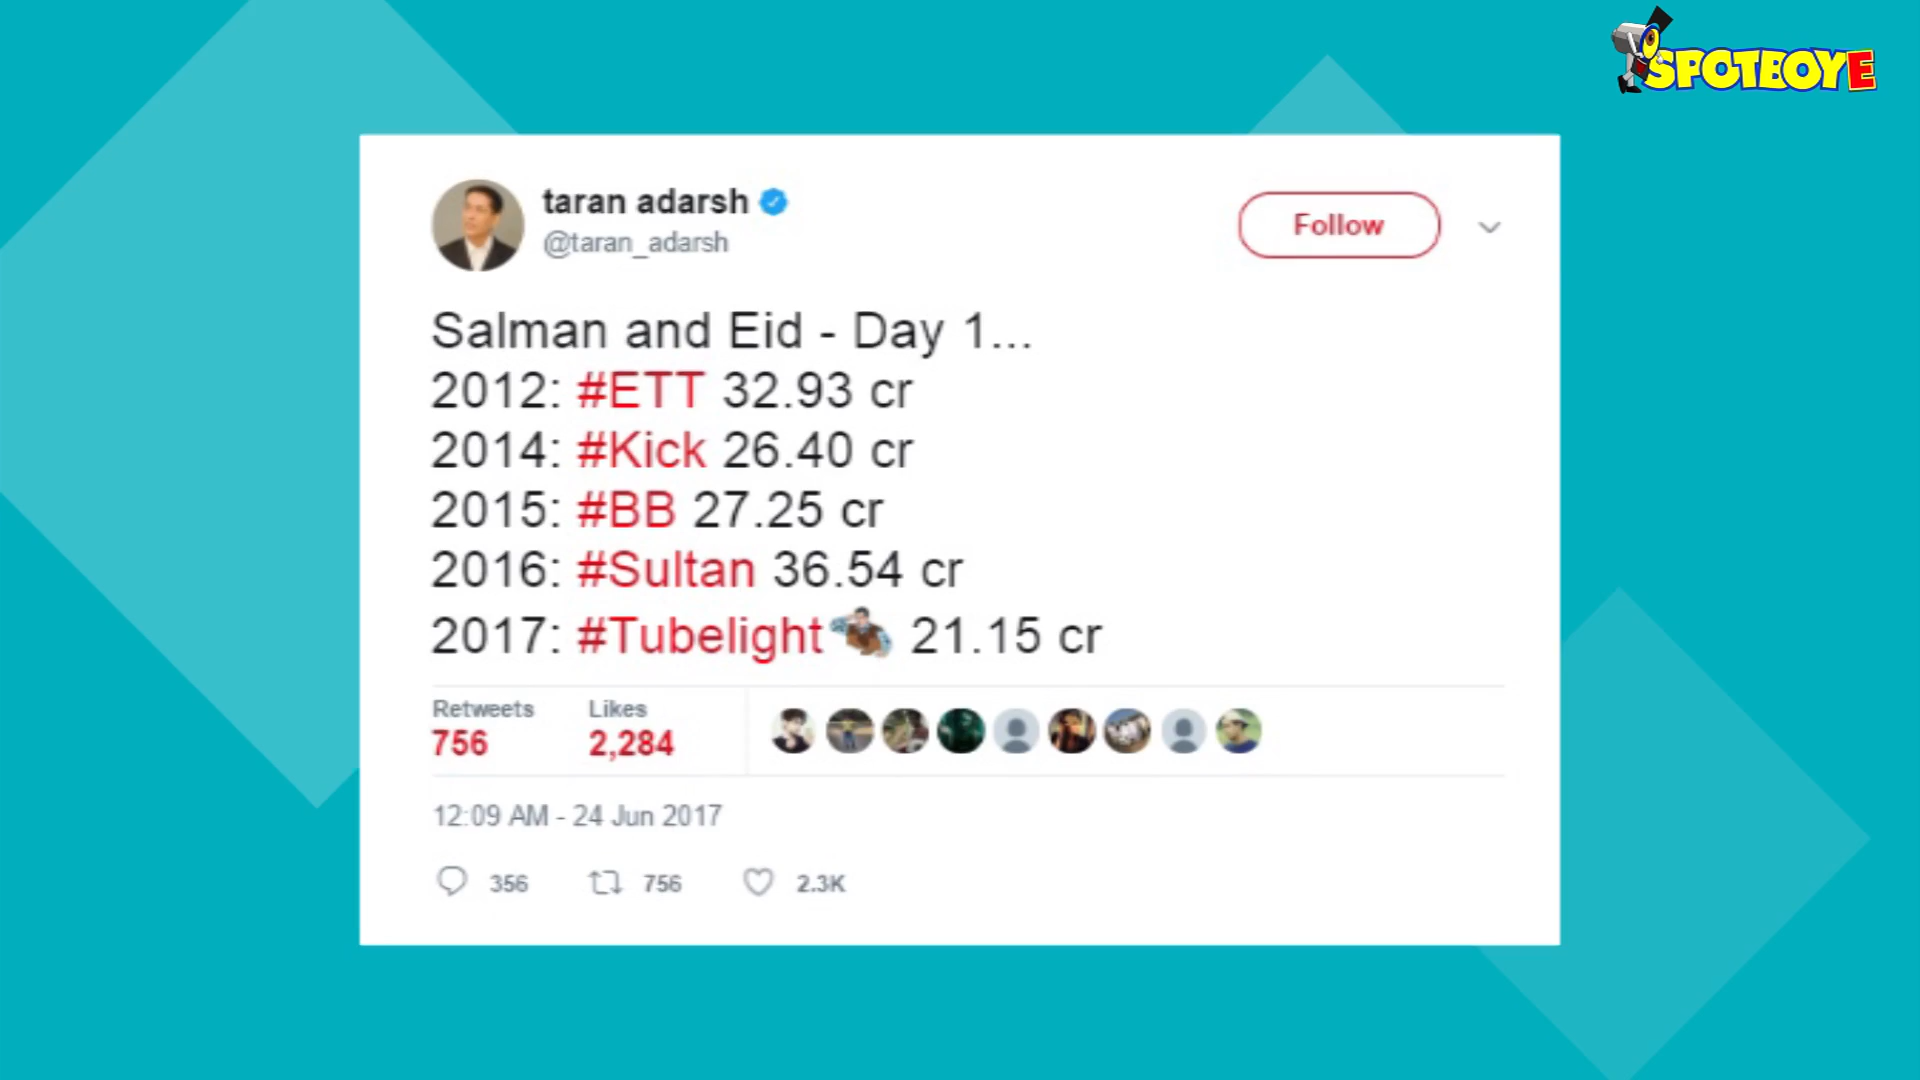 SPOTBOYE
taran adarsh
@taran_adarsh
Follow
Salman and Eid - Day 1...
2012: #ETT 32.93 cr
2014: #Kick 26.40 cr
2015: #BB 27.25 cr
2016: #Sultan 36.54 cr
2017: #Tubelight 21.15 cr
Retweets Likes
756 2,284
12:09 AM - 24 Jun 2017
356 756 2.3K